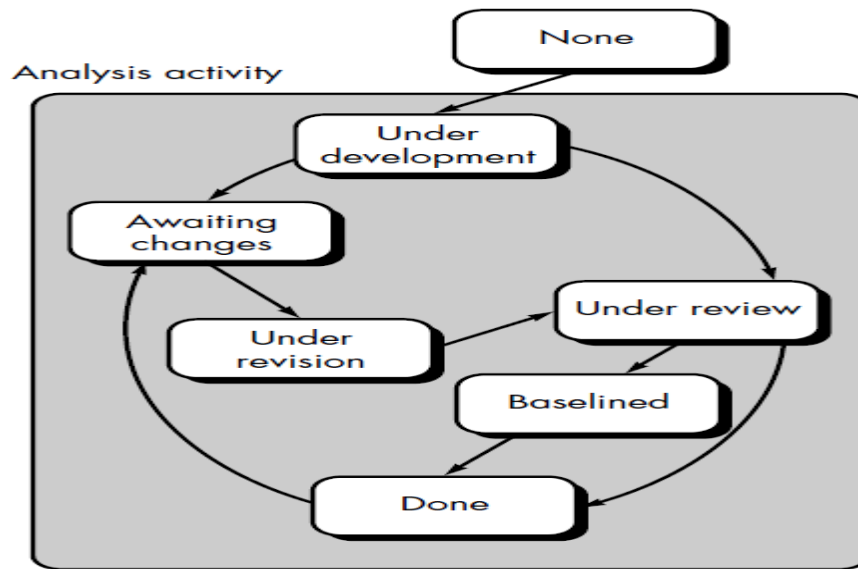 None
Analysis activity
Under
development
Awaiting
changes
Under review
Under
revision
Baselined
Done